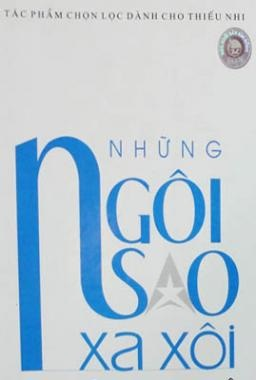 TÁC PHẨM CHỌN LỌC DÀNH CHO THIẾU NHI
NHỮNG
NGÔI
SAO
xa xôi